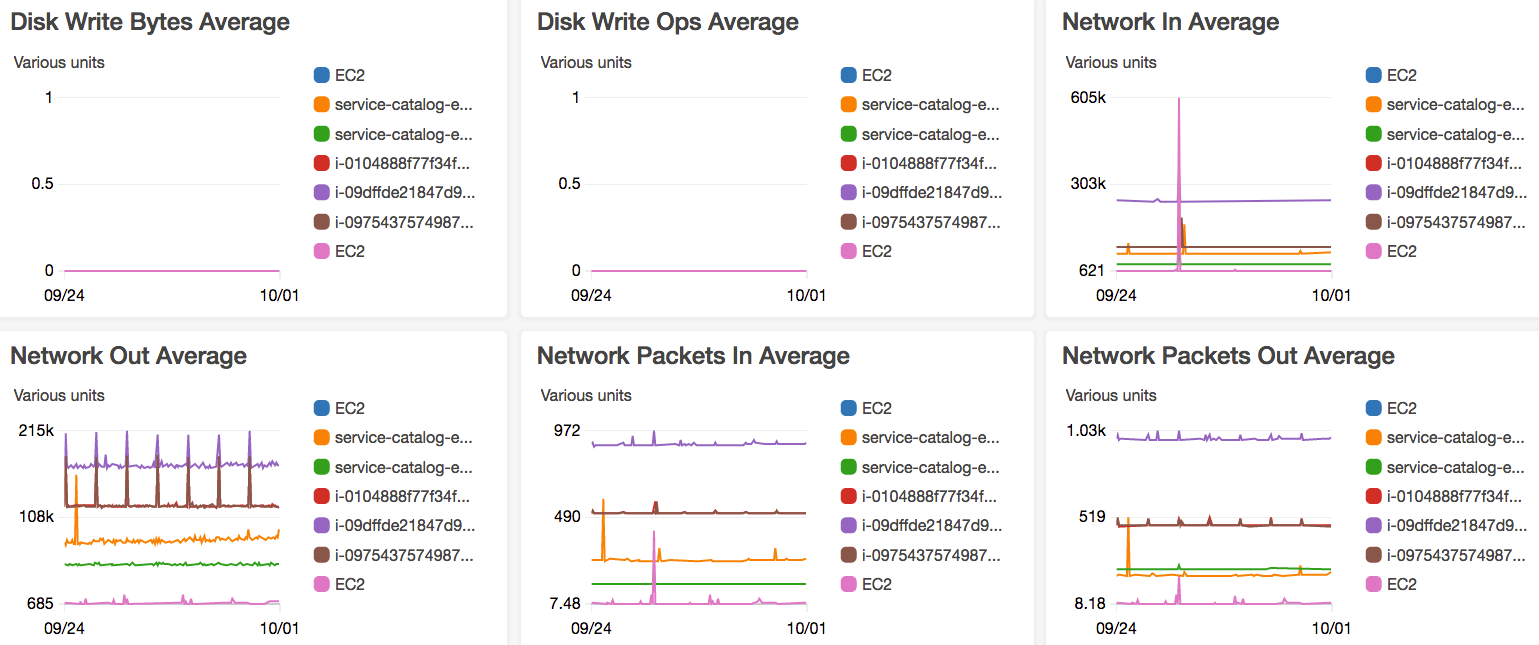 Disk Write Bytes Average
Various units
1
0.5
0
09/24
10/01
EC2
service-catalog-e...
service-catalog-e...
i-0104888f77f34f...
i-09dffde21847d9...
i-0975437574987...
EC2
Disk Write Ops Average
Various units
1
0.5
0
09/24
10/01
EC2
service-catalog-e...
service-catalog-e...
i-0104888f77f34f...
i-09dffde21847d9...
i-0975437574987...
EC2
Network In Average
Various units
605k
303k
621
09/24
10/01
EC2
service-catalog-e...
service-catalog-e...
i-0104888f77f34f...
i-09dffde21847d9...
i-0975437574987...
EC2
Network Out Average
Various units
215k
108k
685
09/24
10/01
EC2
service-catalog-e...
service-catalog-e...
i-0104888f77f34f...
i-09dffde21847d9...
i-0975437574987...
EC2
Network Packets In Average
Various units
972
490
7.48
09/24
10/01
EC2
service-catalog-e...
service-catalog-e...
i-0104888f77f34f...
i-09dffde21847d9...
i-0975437574987...
EC2
Network Packets Out Average
Various units
1.03k
519
8.18
09/24
10/01
EC2
service-catalog-e...
service-catalog-e...
i-0104888f77f34f...
i-09dffde21847d9...
i-0975437574987...
EC2